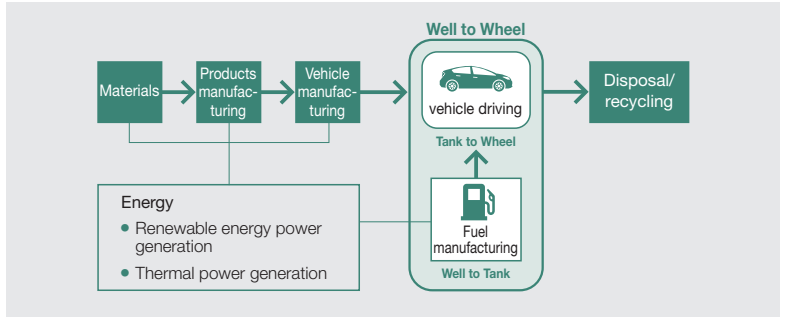 Well to Wheel
Materials
Products
manufac-
turing
Vehicle
manufac-
turing
vehicle driving
Disposal/
recycling
Tank to Wheel
Energy
• Renewable energy power
generation
• Thermal power generation
Fuel
manufacturing
Well to Tank